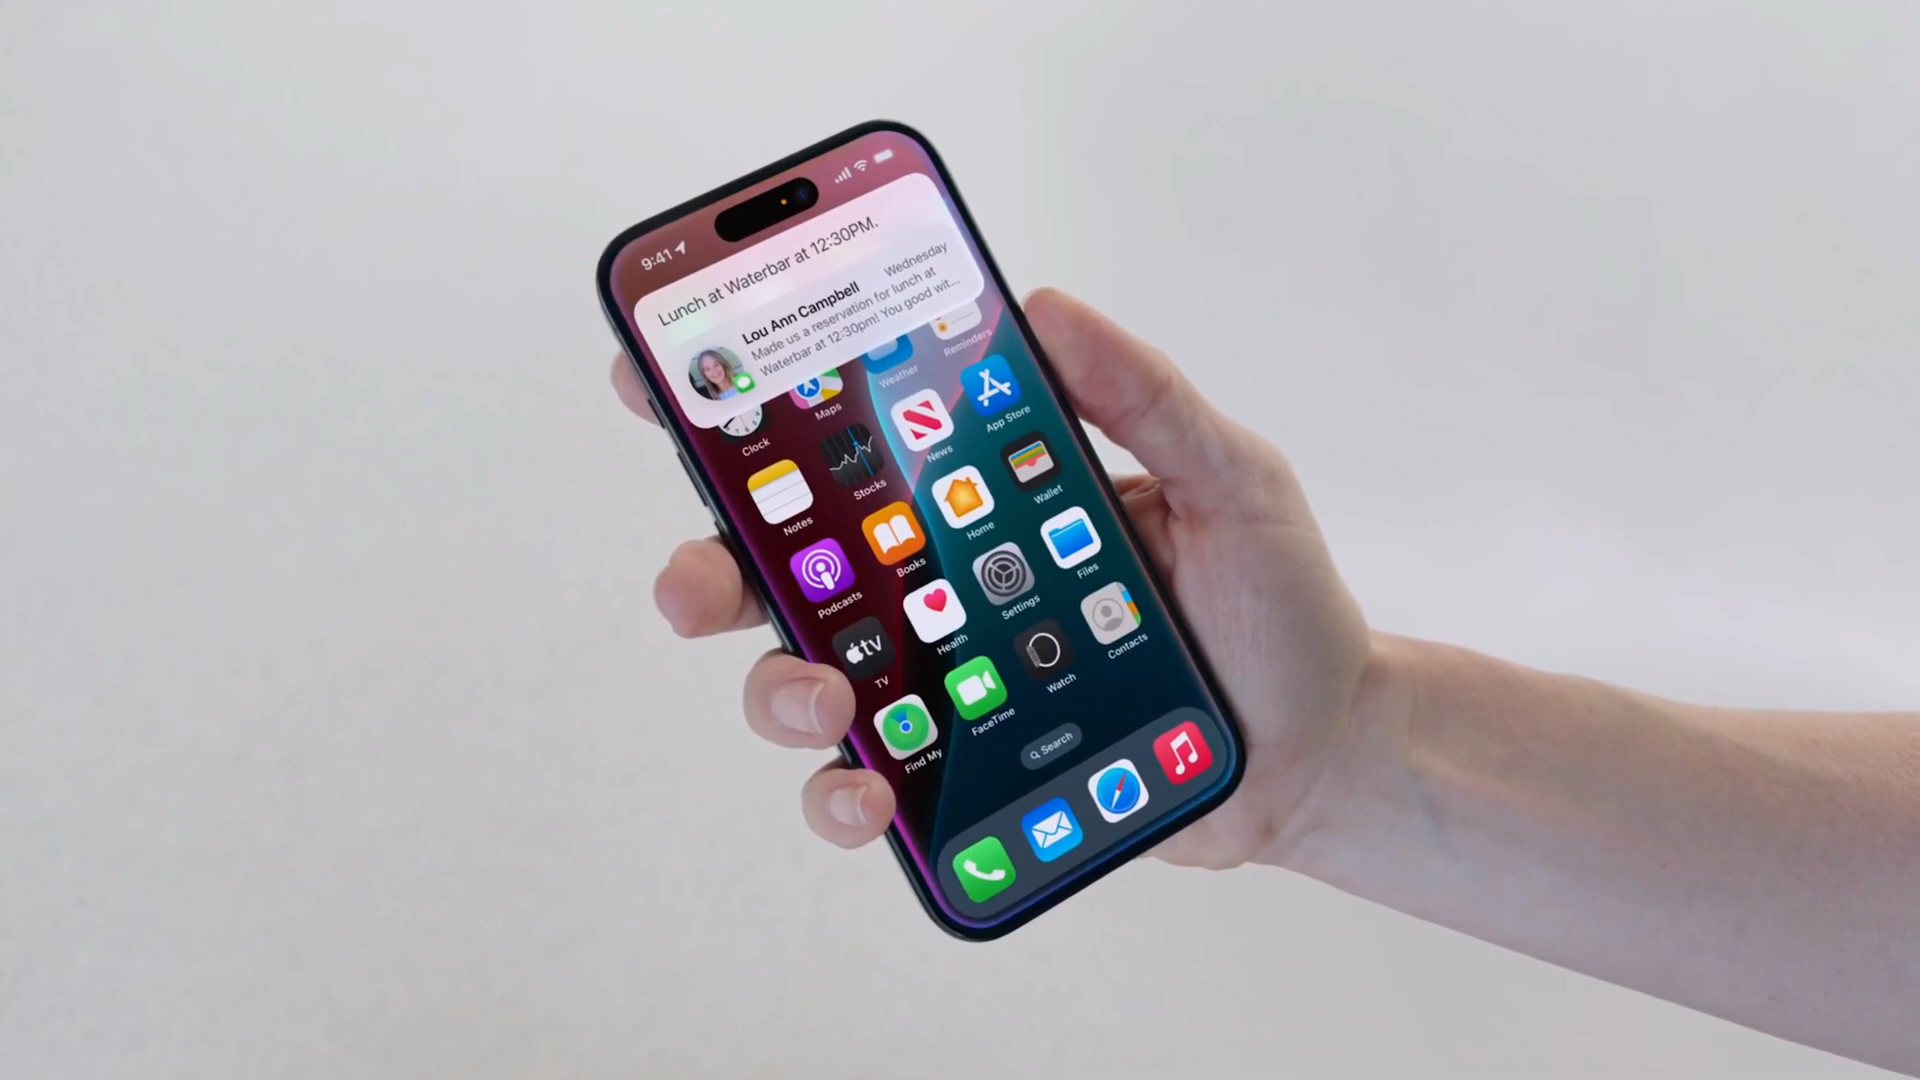 9:41
Lunch at Waterbar at 12:30PM.
Lou Ann Campbell
Wednesday
Made us a reservation for lunch at
Waterbar at 12:30pm! You good wit...
Clock
Maps
Weather
Reminders
Notes
Stocks
News
App Store
Podcasts
Books
Home
Wallet
tv
TV
Health
Settings
Files
Find My
FaceTime
Watch
Contacts
Search